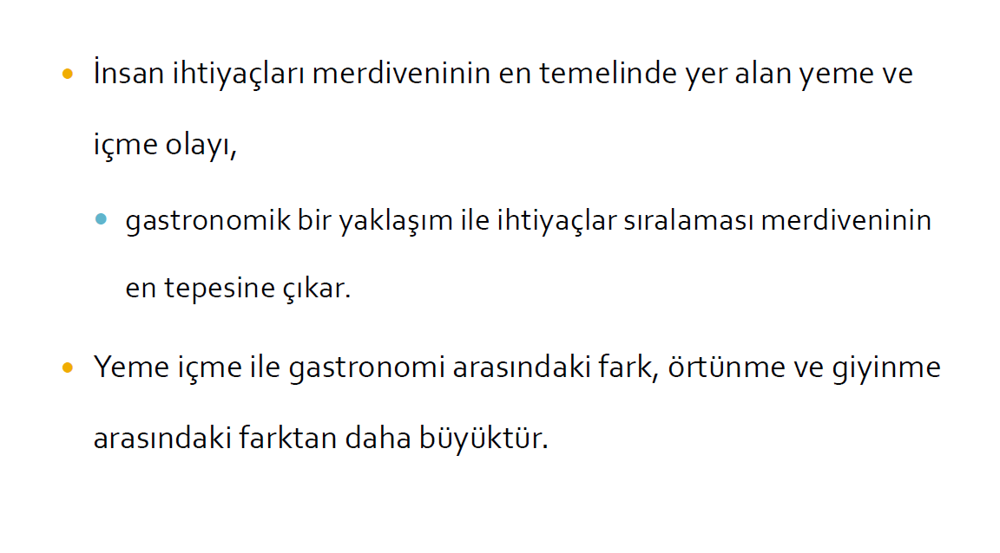 İnsan ihtiyaçları merdiveninin en temelinde yer alan yeme ve
içme olayı,
gastronomik bir yaklaşım ile ihtiyaçlar sıralaması merdiveninin
en tepesine çıkar.
Yeme içme ile gastronomi arasındaki fark, örtünme ve giyinme
arasındaki farktan daha büyüktür.